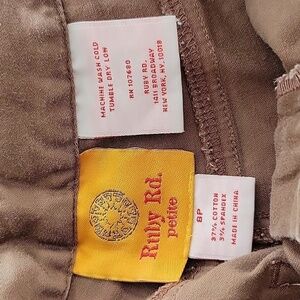 MACHINE WASH COLD
TUMBLE DRY LOW
RN 107680
RUBY RD.
1411 BROADWAY
NEW YORK, NY, 10018
Ruby Rd.
petite
8P
97% COTTON
3% SPANDEX
MADE IN CHINA